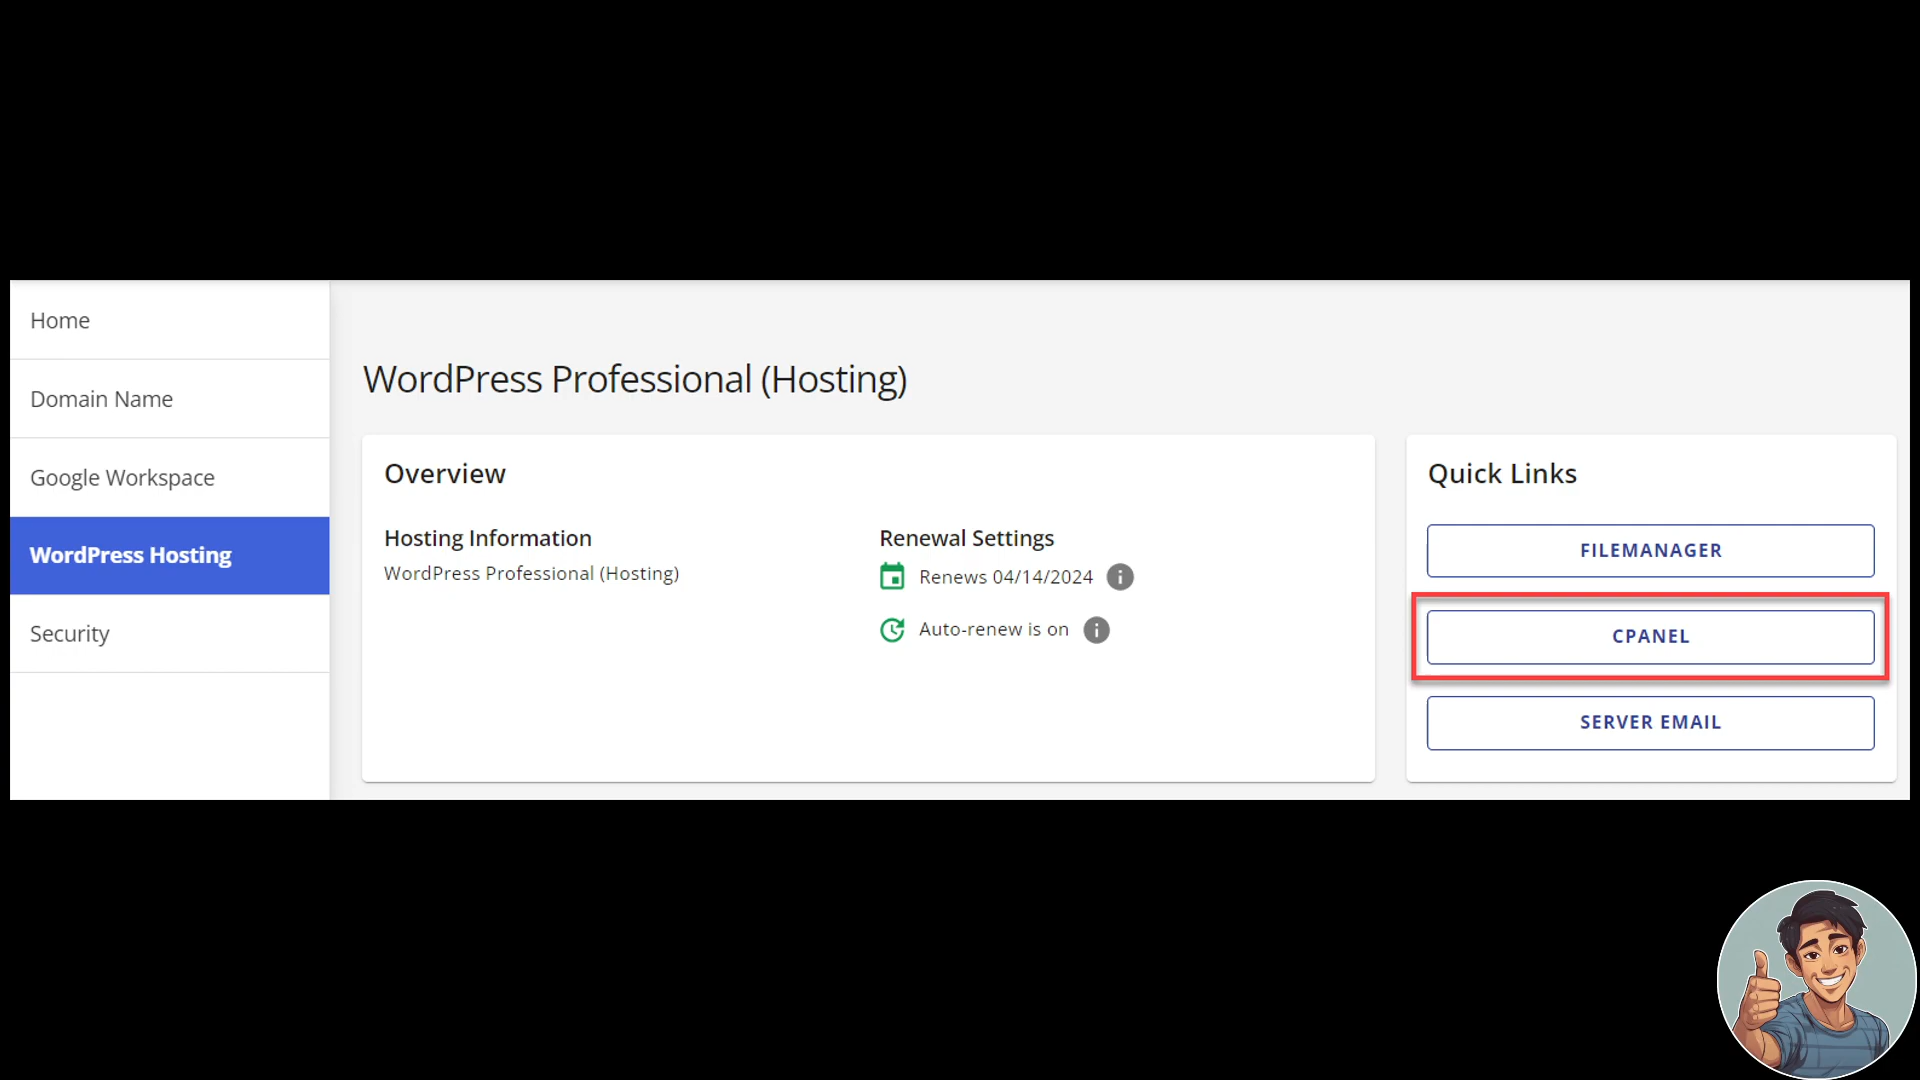 Home
Domain Name
Google Workspace
WordPress Hosting
Security
WordPress Professional (Hosting)
Overview
Hosting Information
WordPress Professional (Hosting)
Renewal Settings
Renews 04/14/2024
Auto-renew is on
Quick Links
FILEMANAGER
CPANEL
SERVER EMAIL